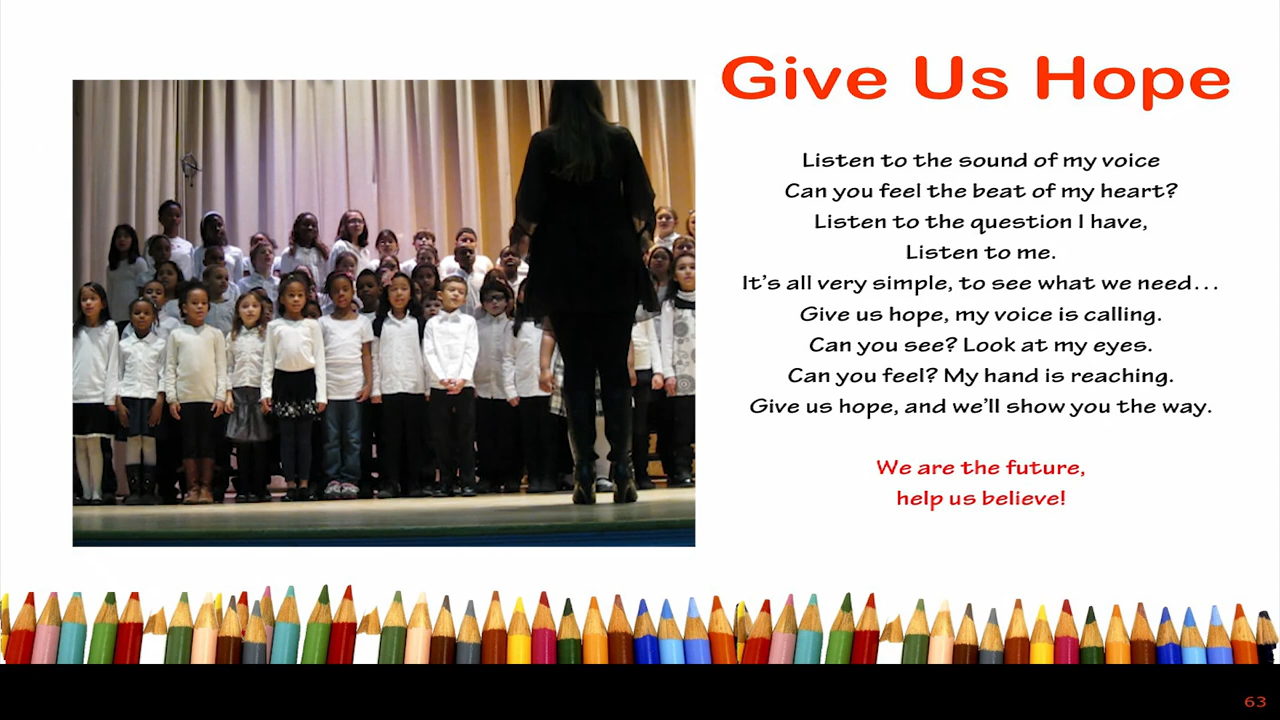 Give Us Hope
Listen to the sound of my voice
Can you feel the beat of my heart?
Listen to the question I have,
Listen to me.
It's all very simple, to see what we need...
Give us hope, my voice is calling.
Can you see? Look at my eyes.
Can you feel? My hand is reaching.
Give us hope, and we'll show you the way.
We are the future,
help us believe!
63